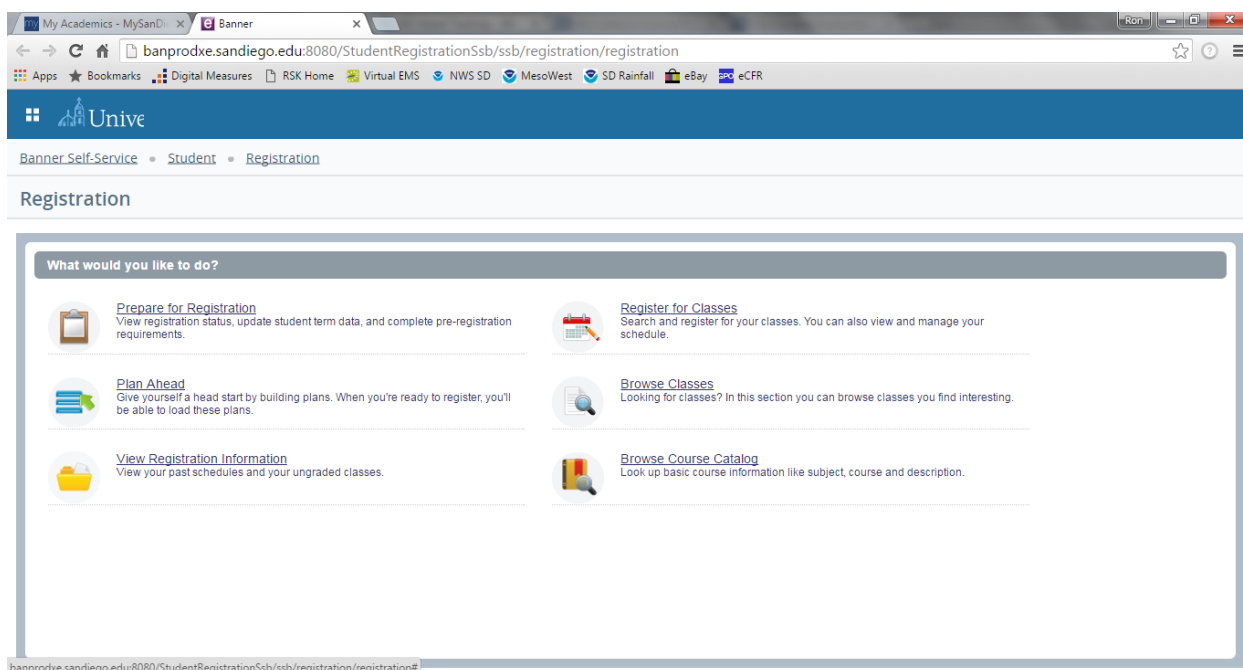 My Academics - MySanDi
Banner
Ron
banprodxe.sandiego.edu:8080/StudentRegistrationSsb/ssb/registration/registration
Apps Bookmarks Digital Measures RSK Home Virtual EMS NWS SD MesoWest SD Rainfall eBay eCFR
Unive
Banner Self-Service Student Registration
Registration
What would you like to do?
Prepare for Registration
View registration status, update student term data, and complete pre-registration
requirements.
Register for Classes
Search and register for your classes. You can also view and manage your
schedule.
Plan Ahead
Give yourself a head start by building plans. When you're ready to register, you'll
be able to load these plans.
Browse Classes
Looking for classes? In this section you can browse classes you find interesting.
View Registration Information
View your past schedules and your ungraded classes.
Browse Course Catalog
Look up basic course information like subject, course and description.
banprodxe.sandiego.edu:8080/StudentRegistrationSsb/ssb/registration/registration#